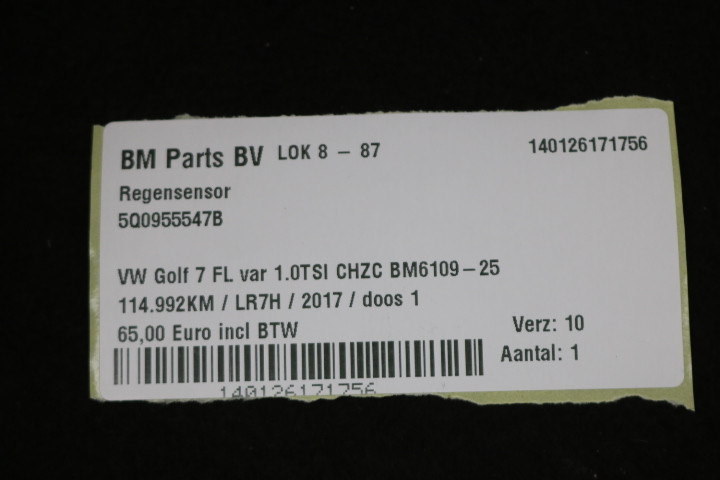 BM Parts BV LOK 8 - 87 140126171756
Regensensor
5Q0955547B
VW Golf 7 FL var 1.0TSI CHZC BM6109-25
114.992KM / LR7H / 2017 / doos 1
65,00 Euro incl BTW Verz: 10
Aantal: 1
140126171756